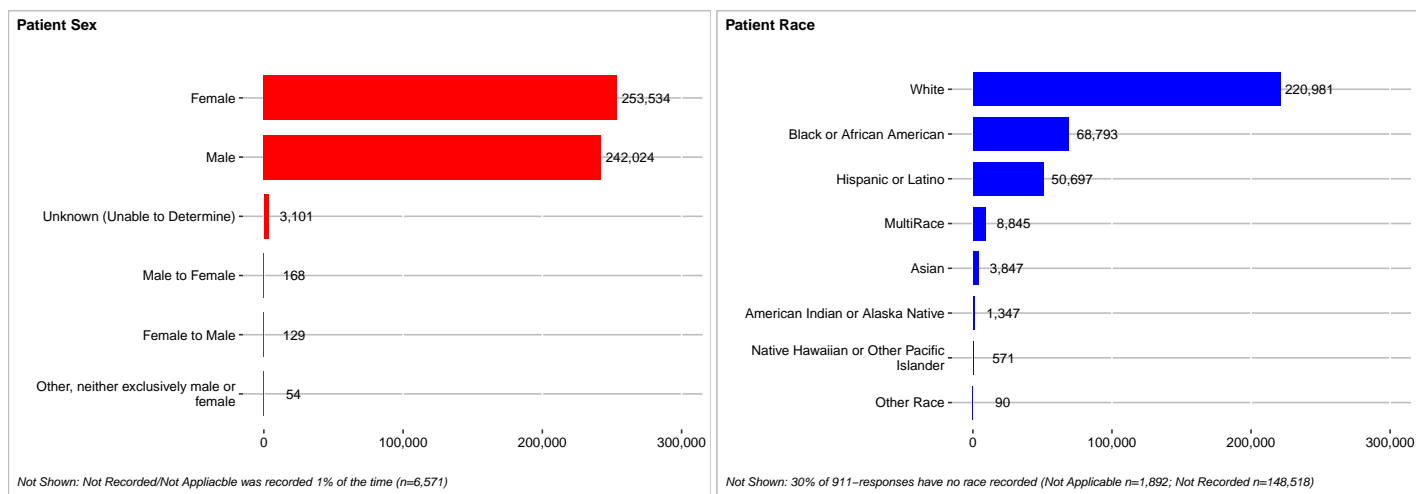 Patient Sex
Female
253,534
Male
242,024
Unknown (Unable to Determine)
3,101
Male to Female
168
Female to Male
129
Other, neither exclusively male or
female
54
0
100,000
200,000
300,000
Not Shown: Not Recorded/Not Appliacble was recorded 1% of the time (n=6,571)
Patient Race
White
220,981
Black or African American
68,793
Hispanic or Latino
50,697
MultiRace
8,845
Asian
3,847
American Indian or Alaska Native
1,347
Native Hawaiian or Other Pacific
Islander
571
Other Race
90
0
100,000
200,000
300,000
Not Shown: 30% of 911−responses have no race recorded (Not Applicable n=1,892; Not Recorded n=148,518)